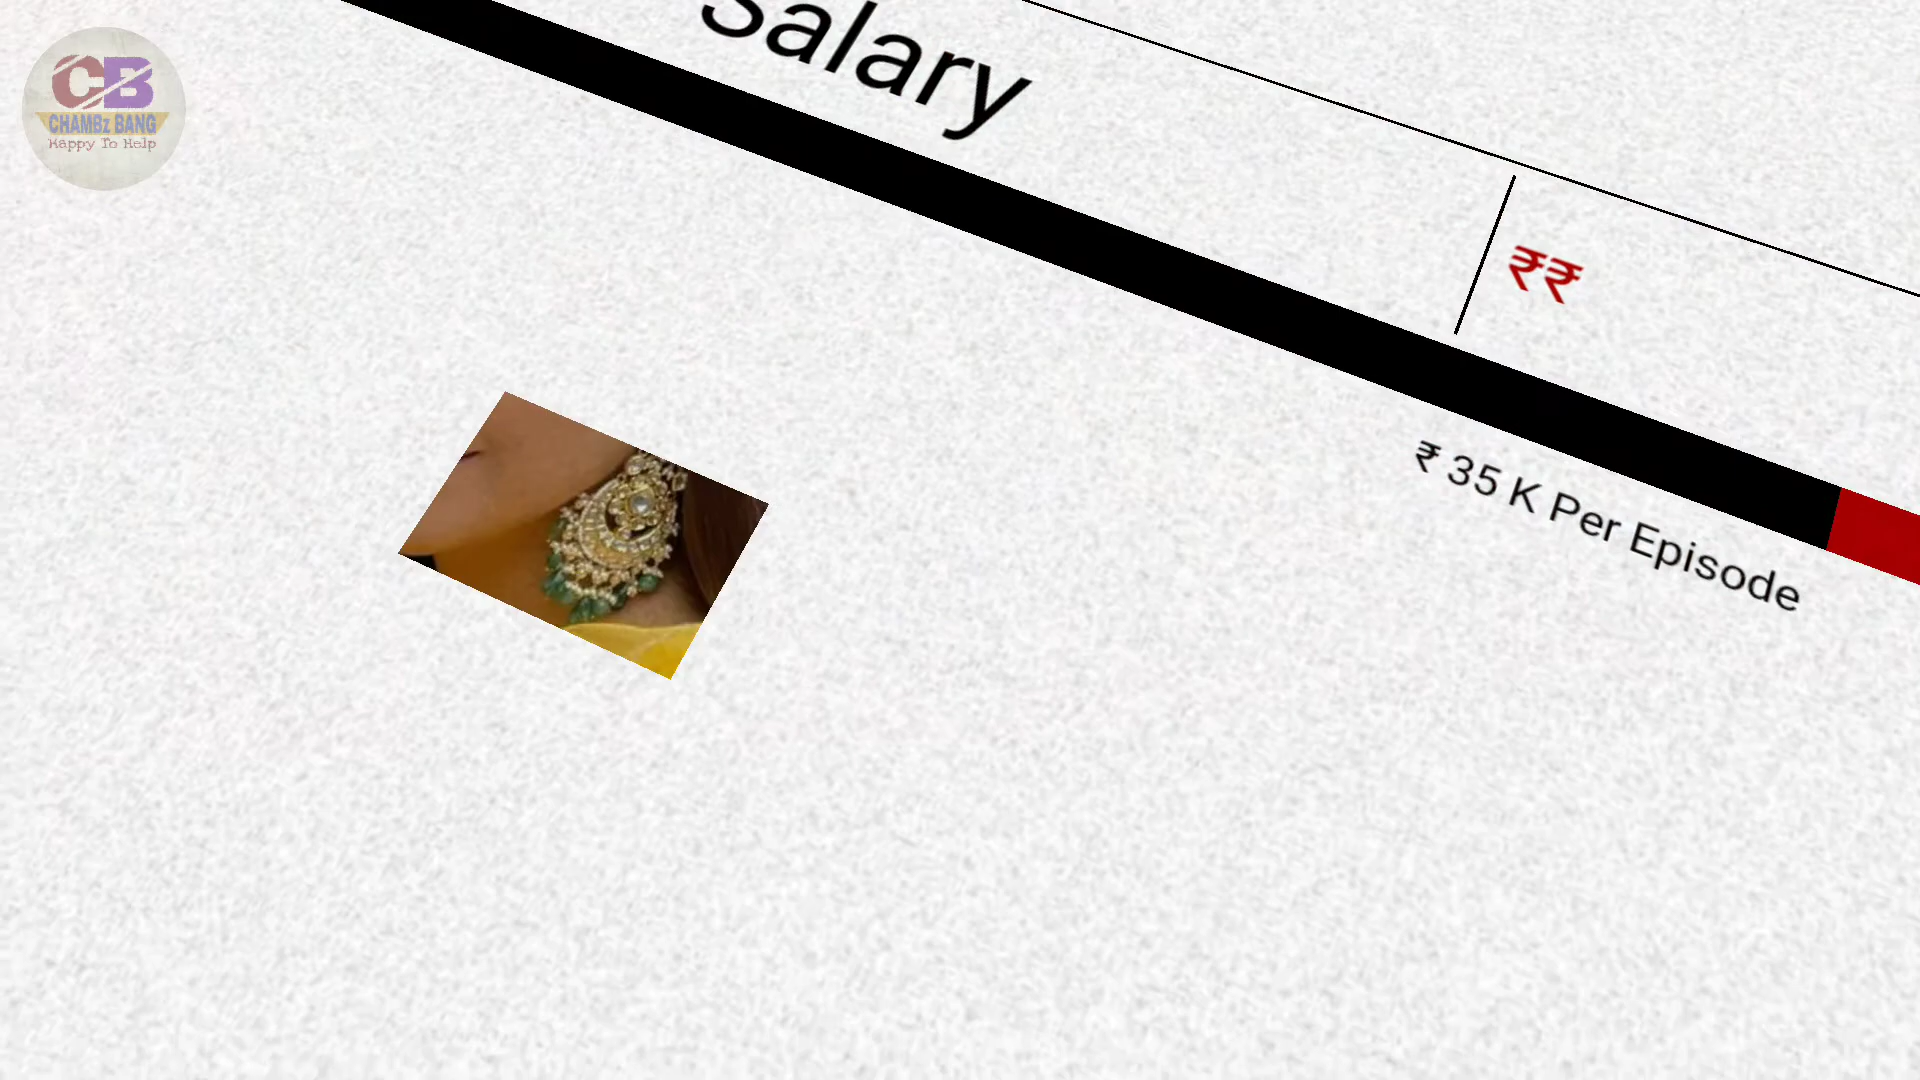 CB
CHAMBz BANG
Happy To Help
Salary
₹₹
₹ 35 K Per Episode